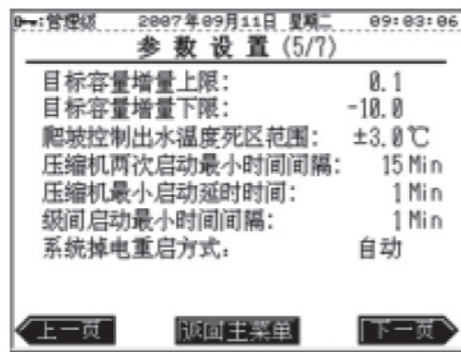 :管理级 2007年09月11日 星期二 09:03:06
参数设置(5/7)
目标容量增量上限: 0.1
目标容量增量下限: -10.0
爬坡控制出水温度死区范围: ±3.0℃
压缩机两次启动最小时间间隔: 15Min
压缩机最小启动延时时间: 1Min
级间启动最小时间间隔: 1Min
系统掉电重启方式: 自动
上一页 返回主菜单 下一页